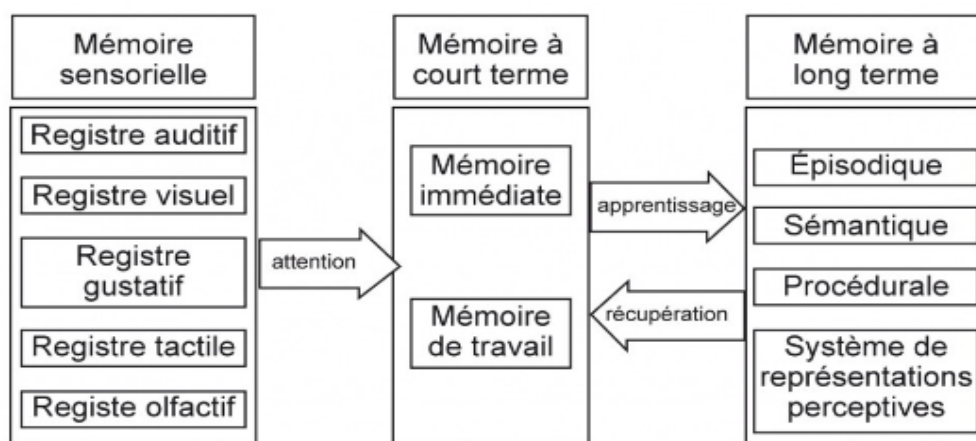 Mémoire
sensorielle
Registre auditif
Registre visuel
Registre
gustatif
Registre tactile
Registe olfactif
attention
Mémoire à
court terme
Mémoire
immédiate
Mémoire
de travail
apprentissage
récupération
Mémoire à
long terme
Épisodique
Sémantique
Procédurale
Système de
représentations
perceptives